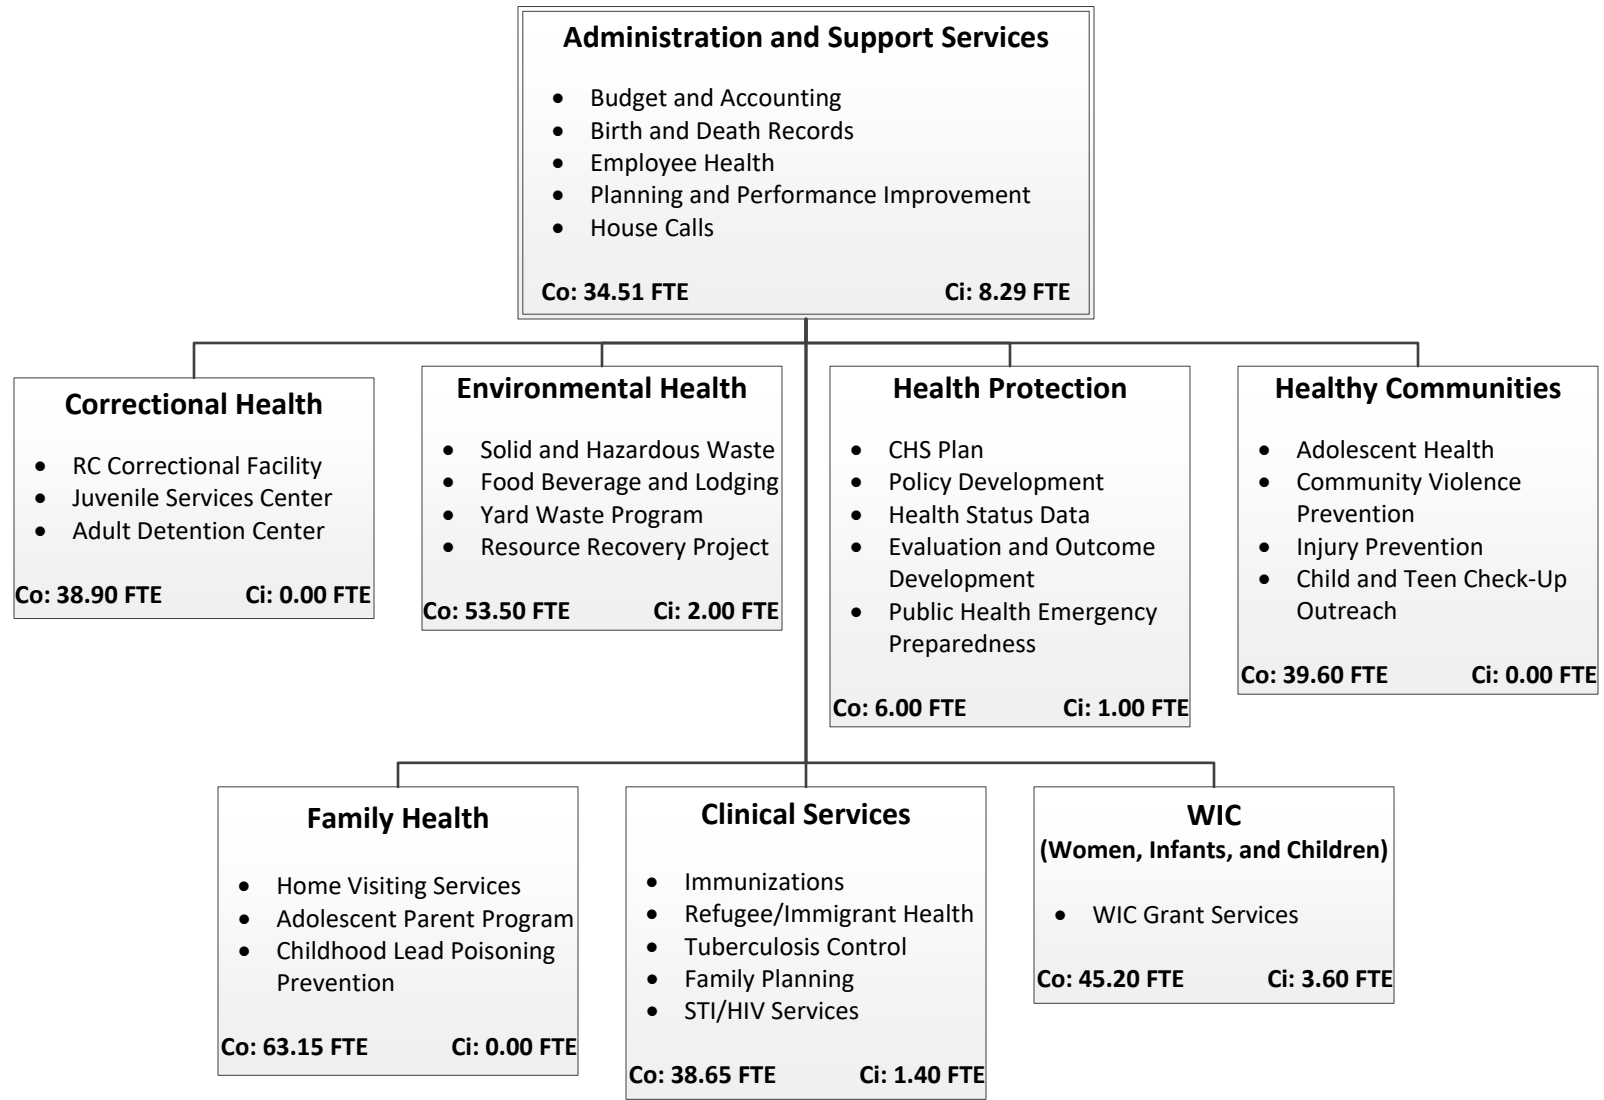 Administration and Support Services
• Budget and Accounting
• Birth and Death Records
• Employee Health
• Planning and Performance Improvement
• House Calls
Co: 34.51 FTE Ci: 8.29 FTE
Correctional Health
• RC Correctional Facility
• Juvenile Services Center
• Adult Detention Center
Co: 38.90 FTE Ci: 0.00 FTE
Environmental Health
• Solid and Hazardous Waste
• Food Beverage and Lodging
• Yard Waste Program
• Resource Recovery Project
Co: 53.50 FTE Ci: 2.00 FTE
Health Protection
• CHS Plan
• Policy Development
• Health Status Data
• Evaluation and Outcome
Development
• Public Health Emergency
Preparedness
Co: 6.00 FTE Ci: 1.00 FTE
Healthy Communities
• Adolescent Health
• Community Violence
Prevention
• Injury Prevention
• Child and Teen Check-Up
Outreach
Co: 39.60 FTE Ci: 0.00 FTE
Family Health
• Home Visiting Services
• Adolescent Parent Program
• Childhood Lead Poisoning
Prevention
Co: 63.15 FTE Ci: 0.00 FTE
Clinical Services
• Immunizations
• Refugee/Immigrant Health
• Tuberculosis Control
• Family Planning
• STI/HIV Services
Co: 38.65 FTE Ci: 1.40 FTE
WIC
(Women, Infants, and Children)
• WIC Grant Services
Co: 45.20 FTE Ci: 3.60 FTE